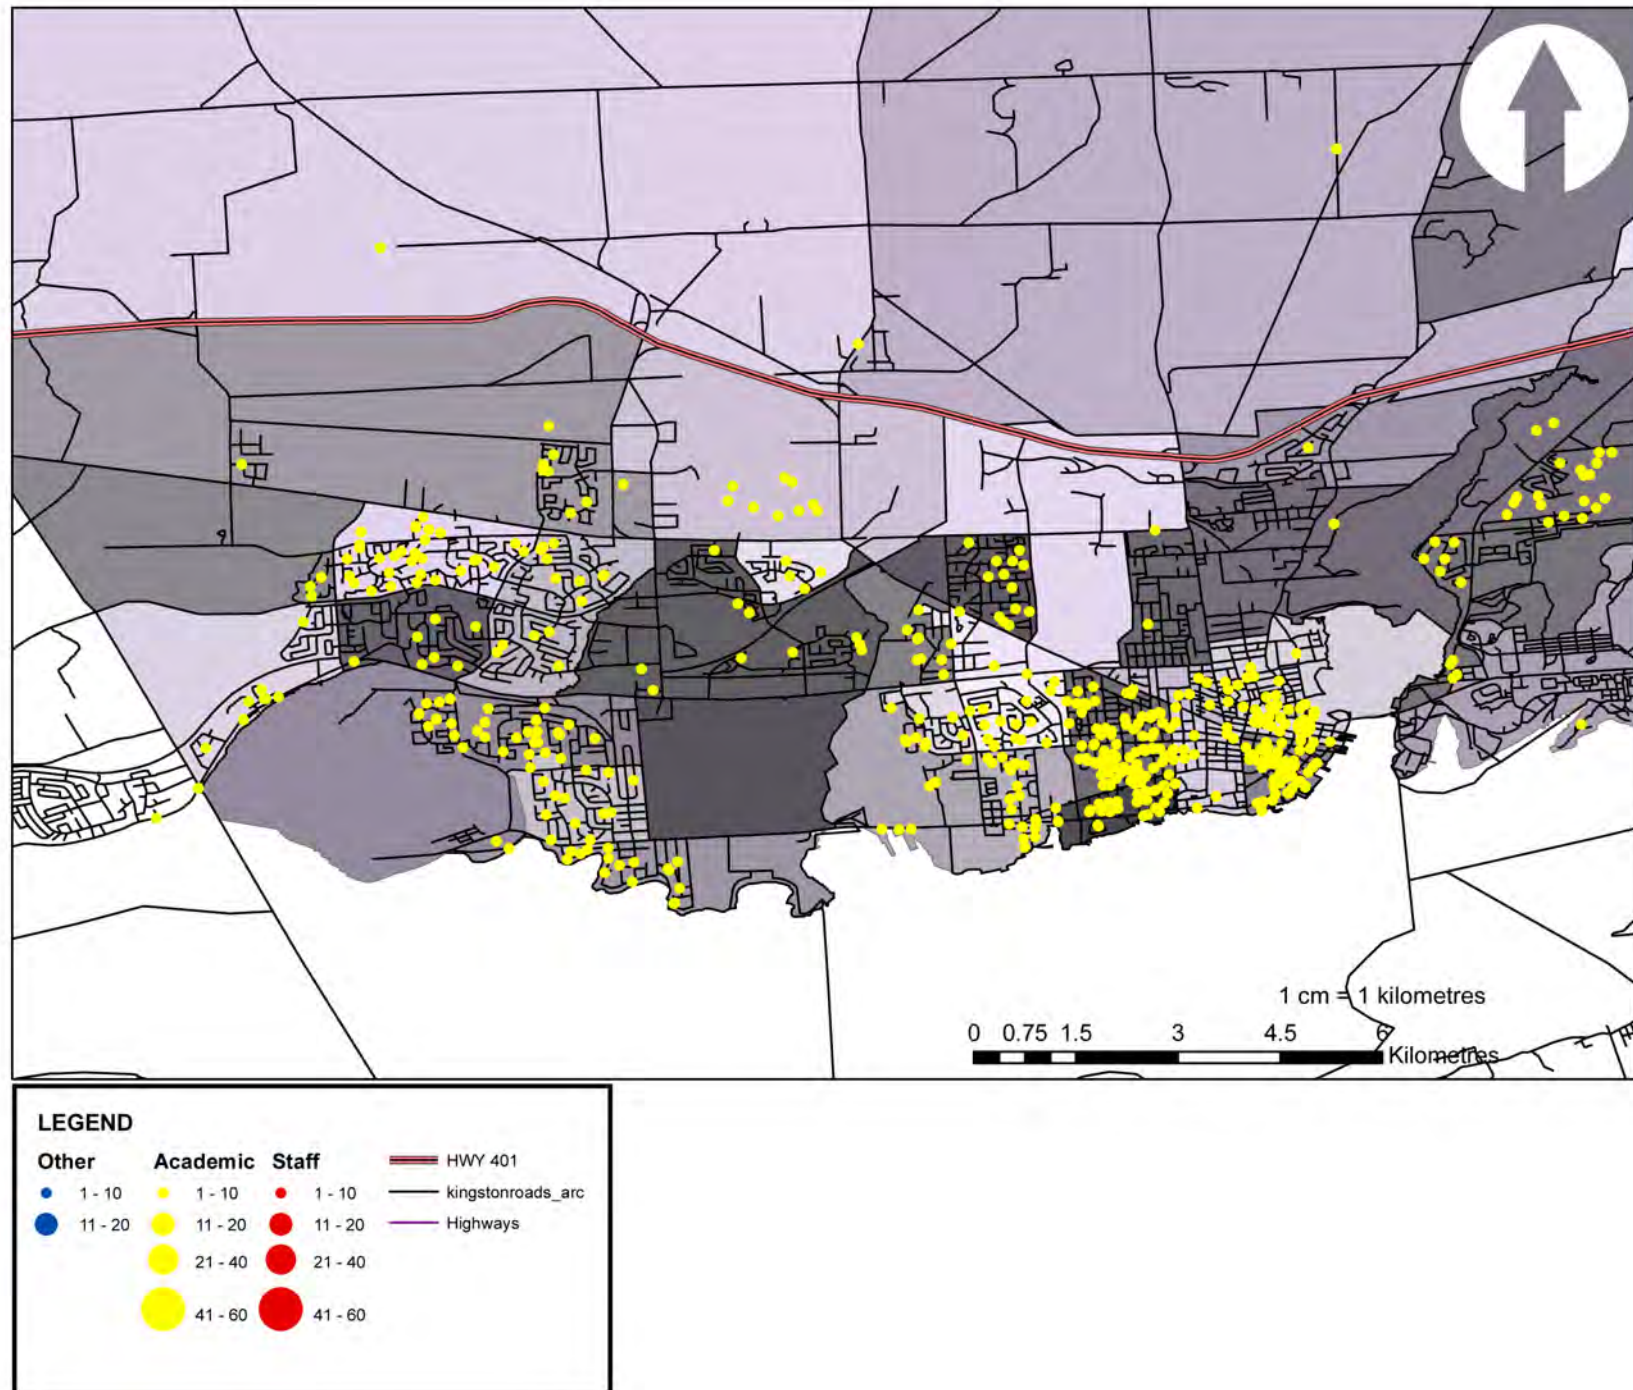 1 cm = 1 kilometres
0 0.75 1.5 3 4.5 6
Kilometres
LEGEND
Other Academic Staff
HWY 401
1 - 10 1 - 10 1 - 10 kingstonroads_arc
11 - 20 11 - 20 11 - 20 Highways
21 - 40 21 - 40
41 - 60 41 - 60